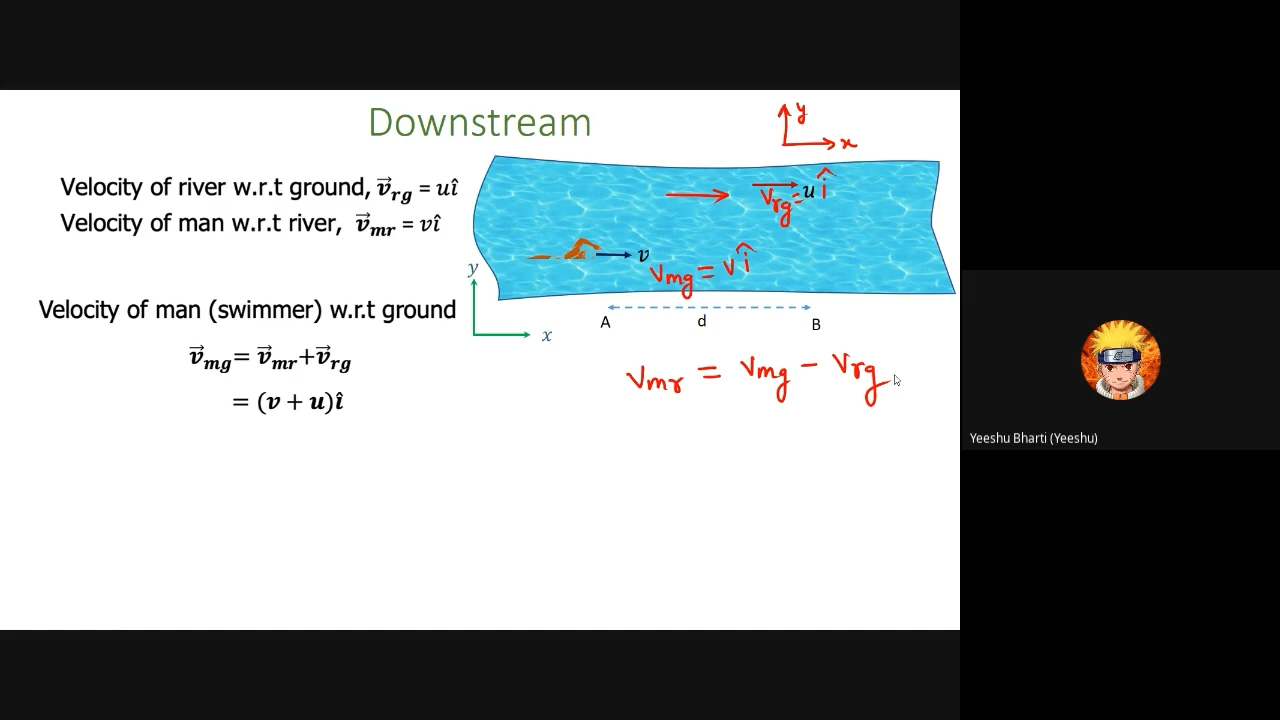 Downstream
y
x
Velocity of river w.r.t ground, v⃗rg = uî
Velocity of man w.r.t river, v⃗mr = vî
vrg = u î
v
vmg = v î
y
x
A d B
Velocity of man (swimmer) w.r.t ground
v⃗mg= v⃗mr+v⃗rg
= (v + u)î
vmr = vmg − vrg
Yeeshu Bharti (Yeeshu)